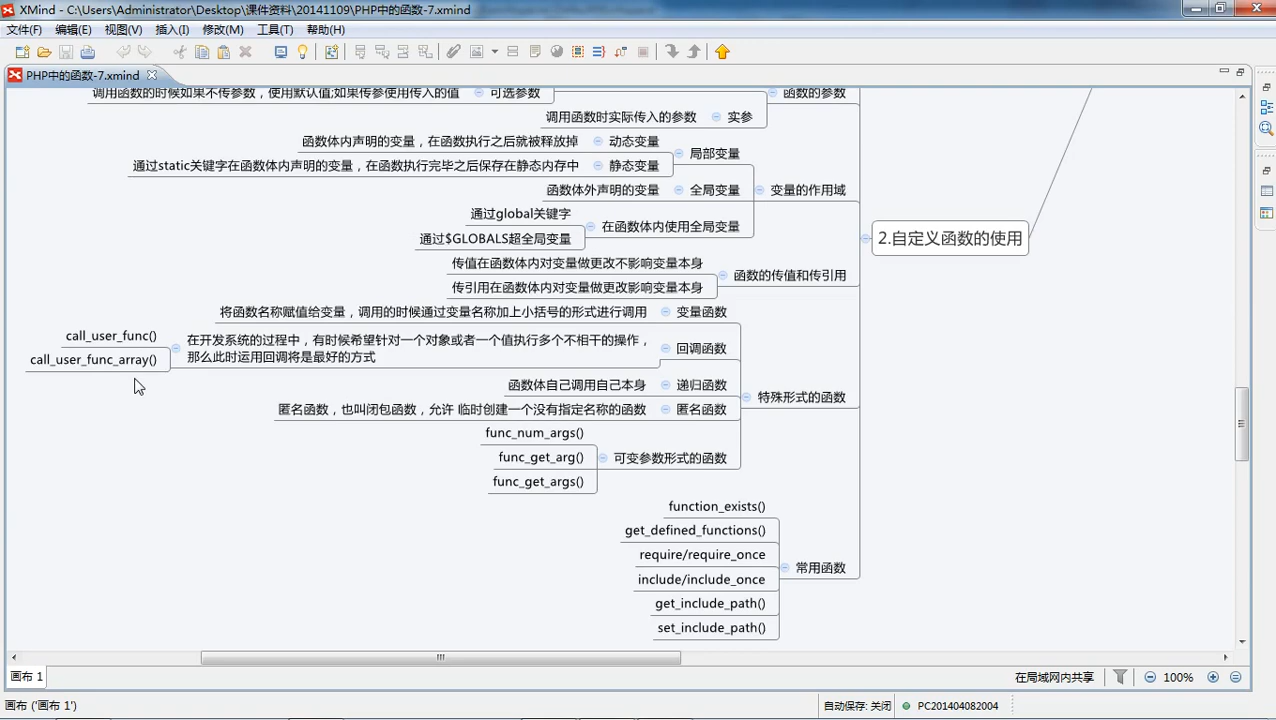 XMind - C:\Users\Administrator\Desktop\课件资料\20141109\PHP中的函数-7.xmind
文件(F) 编辑(E) 视图(V) 插入(I) 修改(M) 工具(T) 帮助(H)
PHP中的函数-7.xmind
调用函数的时候如果不传参数，使用默认值;如果传参使用传入的值 可选参数 函数的参数
调用函数时实际传入的参数 实参
函数体内声明的变量，在函数执行之后就被释放掉 动态变量
局部变量
通过static关键字在函数体内声明的变量，在函数执行完毕之后保存在静态内存中 静态变量
函数体外声明的变量 全局变量 变量的作用域
通过global关键字
在函数体内使用全局变量
通过$GLOBALS超全局变量
2.自定义函数的使用
传值在函数体内对变量做更改不影响变量本身
函数的传值和传引用
传引用在函数体内对变量做更改影响变量本身
将函数名称赋值给变量，调用的时候通过变量名称加上小括号的形式进行调用 变量函数
call_user_func()
call_user_func_array()
在开发系统的过程中，有时候希望针对一个对象或者一个值执行多个不相干的操作，
那么此时运用回调将是最好的方式
回调函数
函数体自己调用自己本身 递归函数
特殊形式的函数
匿名函数，也叫闭包函数，允许 临时创建一个没有指定名称的函数 匿名函数
func_num_args()
func_get_arg() 可变参数形式的函数
func_get_args()
function_exists()
get_defined_functions()
require/require_once
常用函数
include/include_once
get_include_path()
set_include_path()
画布 1
在局域网内共享 100%
画布 ('画布 1') 自动保存: 关闭 PC201404082004